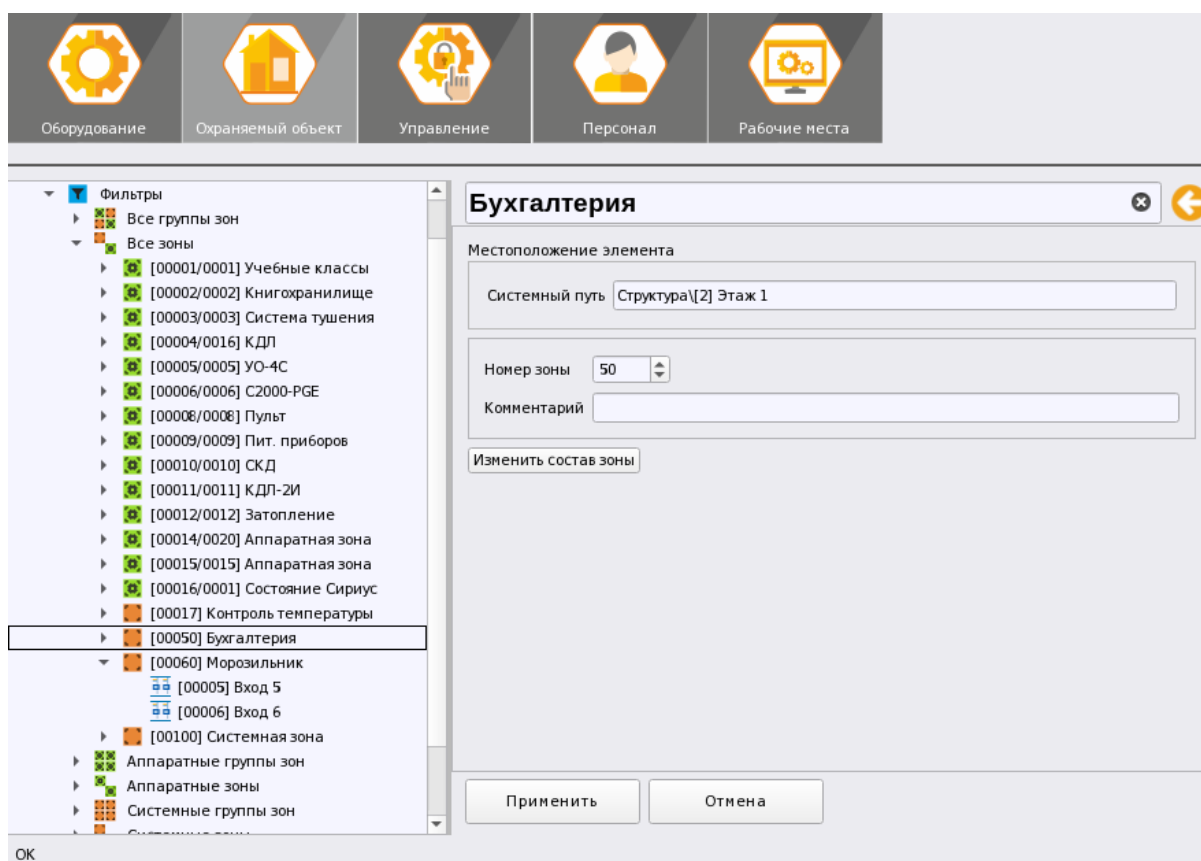 Оборудование
Охраняемый объект
Управление
Персонал
Рабочие места
Фильтры
Все группы зон
Все зоны
[00001/0001] Учебные классы
[00002/0002] Книгохранилище
[00003/0003] Система тушения
[00004/0016] КДЛ
[00005/0005] УО-4С
[00006/0006] С2000-PGE
[00008/0008] Пульт
[00009/0009] Пит. приборов
[00010/0010] СКД
[00011/0011] КДЛ-2И
[00012/0012] Затопление
[00014/0020] Аппаратная зона
[00015/0015] Аппаратная зона
[00016/0001] Состояние Сириус
[00017] Контроль температуры
[00050] Бухгалтерия
[00060] Морозильник
[00005] Вход 5
[00006] Вход 6
[00100] Системная зона
Аппаратные группы зон
Аппаратные зоны
Системные группы зон
Системные зоны
Бухгалтерия
Местоположение элемента
Системный путь Структура\[2] Этаж 1
Номер зоны 50
Комментарий
Изменить состав зоны
Применить
Отмена
ОК